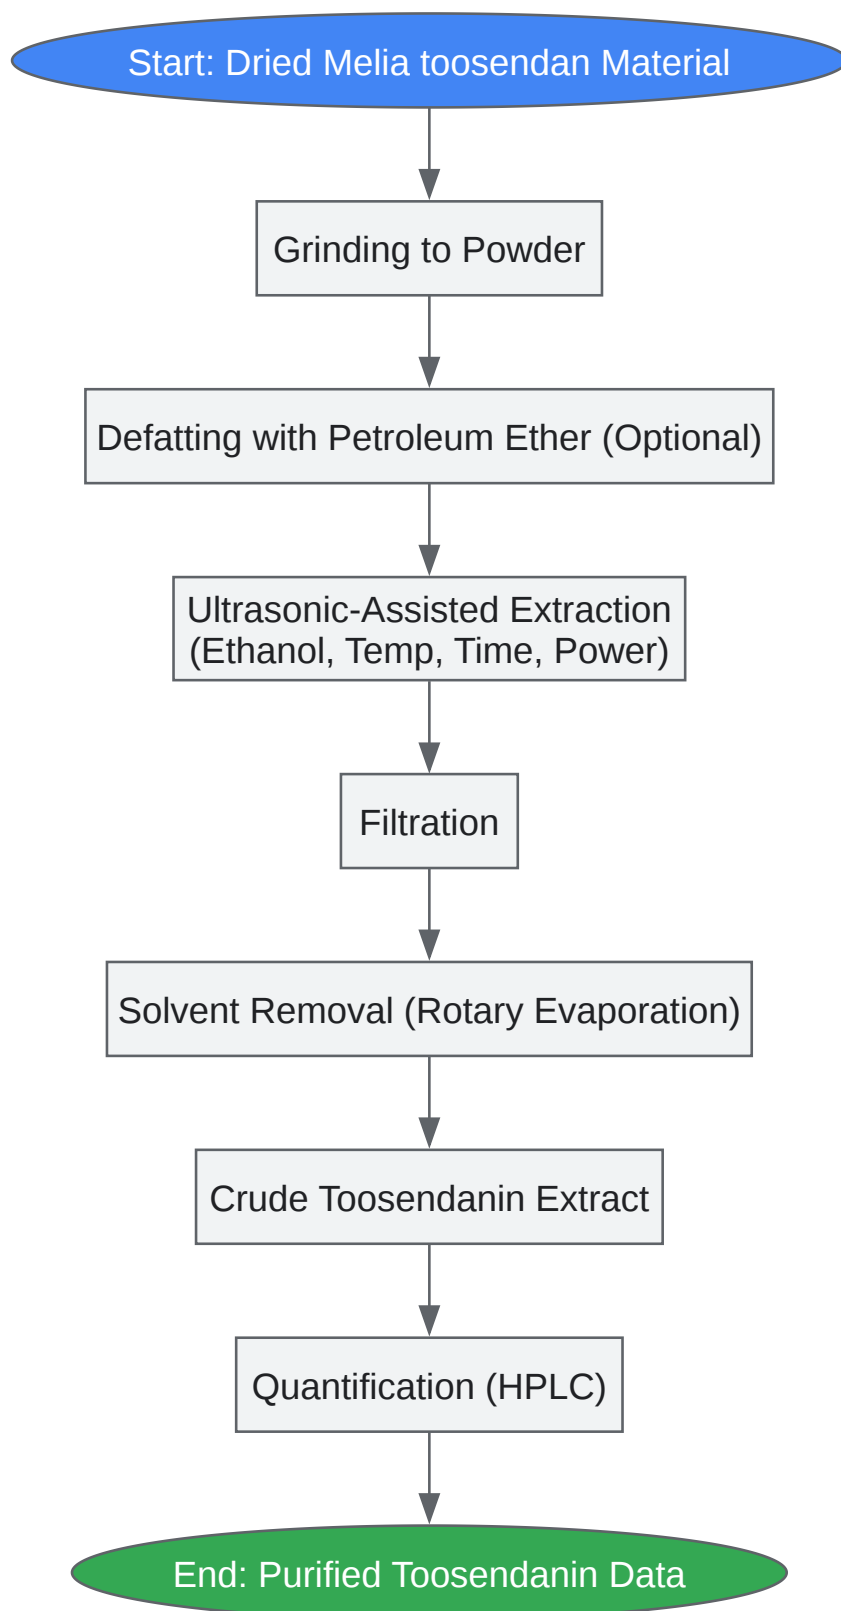 Start: Dried Melia toosendan Material
Grinding to Powder
Defatting with Petroleum Ether (Optional)
Ultrasonic-Assisted Extraction
(Ethanol, Temp, Time, Power)
Filtration
Solvent Removal (Rotary Evaporation)
Crude Toosendanin Extract
Quantification (HPLC)
End: Purified Toosendanin Data